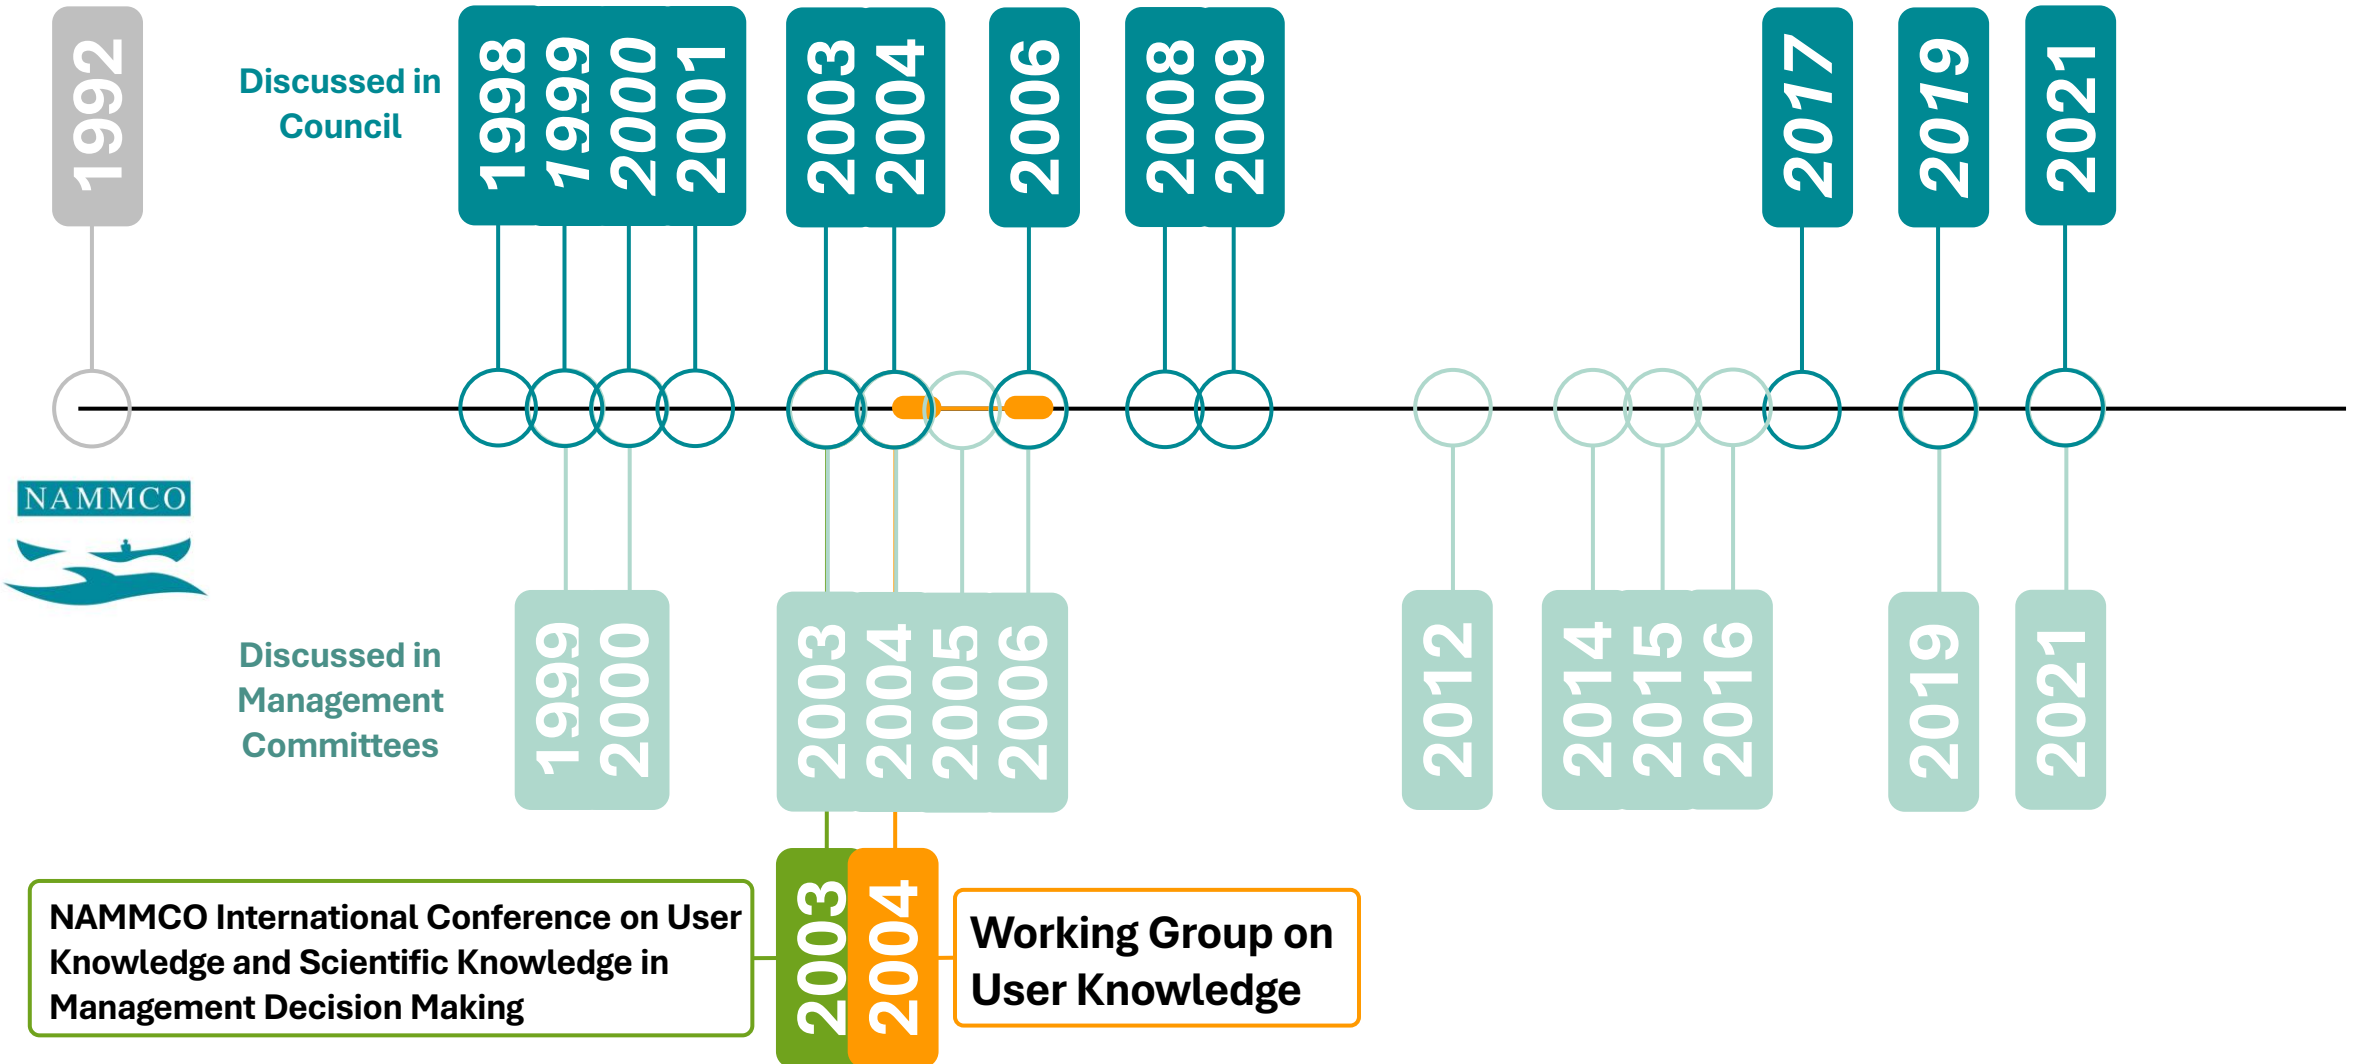 1992
Discussed in
Council
1998
1999
2000
2001
2003
2004
2006
2008
2009
2017
2019
2021
NAMMCO
Discussed in
Management
Committees
1999
2000
2003
2004
2005
2006
2012
2014
2015
2016
2019
2021
NAMMCO International Conference on User
Knowledge and Scientific Knowledge in
Management Decision Making
2003
2004
Working Group on
User Knowledge